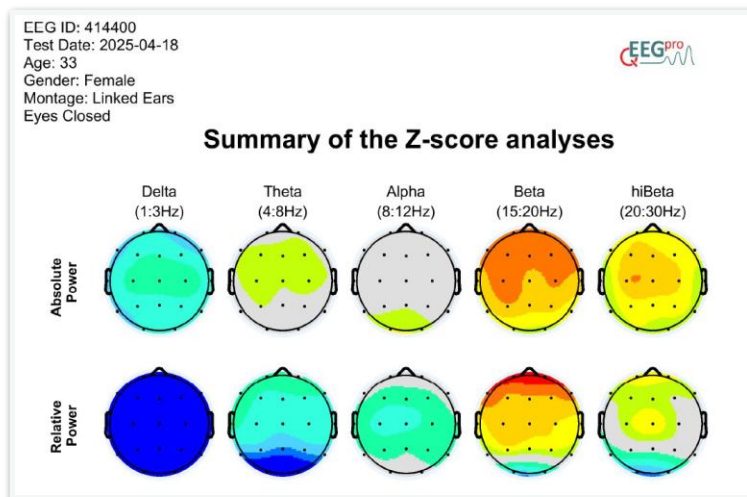 EEG ID: 414400
Test Date: 2025-04-18
Age: 33
Gender: Female
Montage: Linked Ears
Eyes Closed
QEEGpro
Summary of the Z-score analyses
Delta
(1:3Hz)
Theta
(4:8Hz)
Alpha
(8:12Hz)
Beta
(15:20Hz)
hiBeta
(20:30Hz)
Absolute
Power
Relative
Power